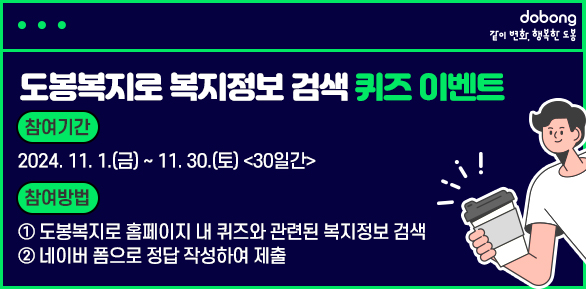 dobong
같이 변화, 행복한 도봉
도봉복지로 복지정보 검색 퀴즈 이벤트
참여기간
2024. 11. 1.(금) ~ 11. 30.(토) <30일간>
참여방법
① 도봉복지로 홈페이지 내 퀴즈와 관련된 복지정보 검색
② 네이버 폼으로 정답 작성하여 제출